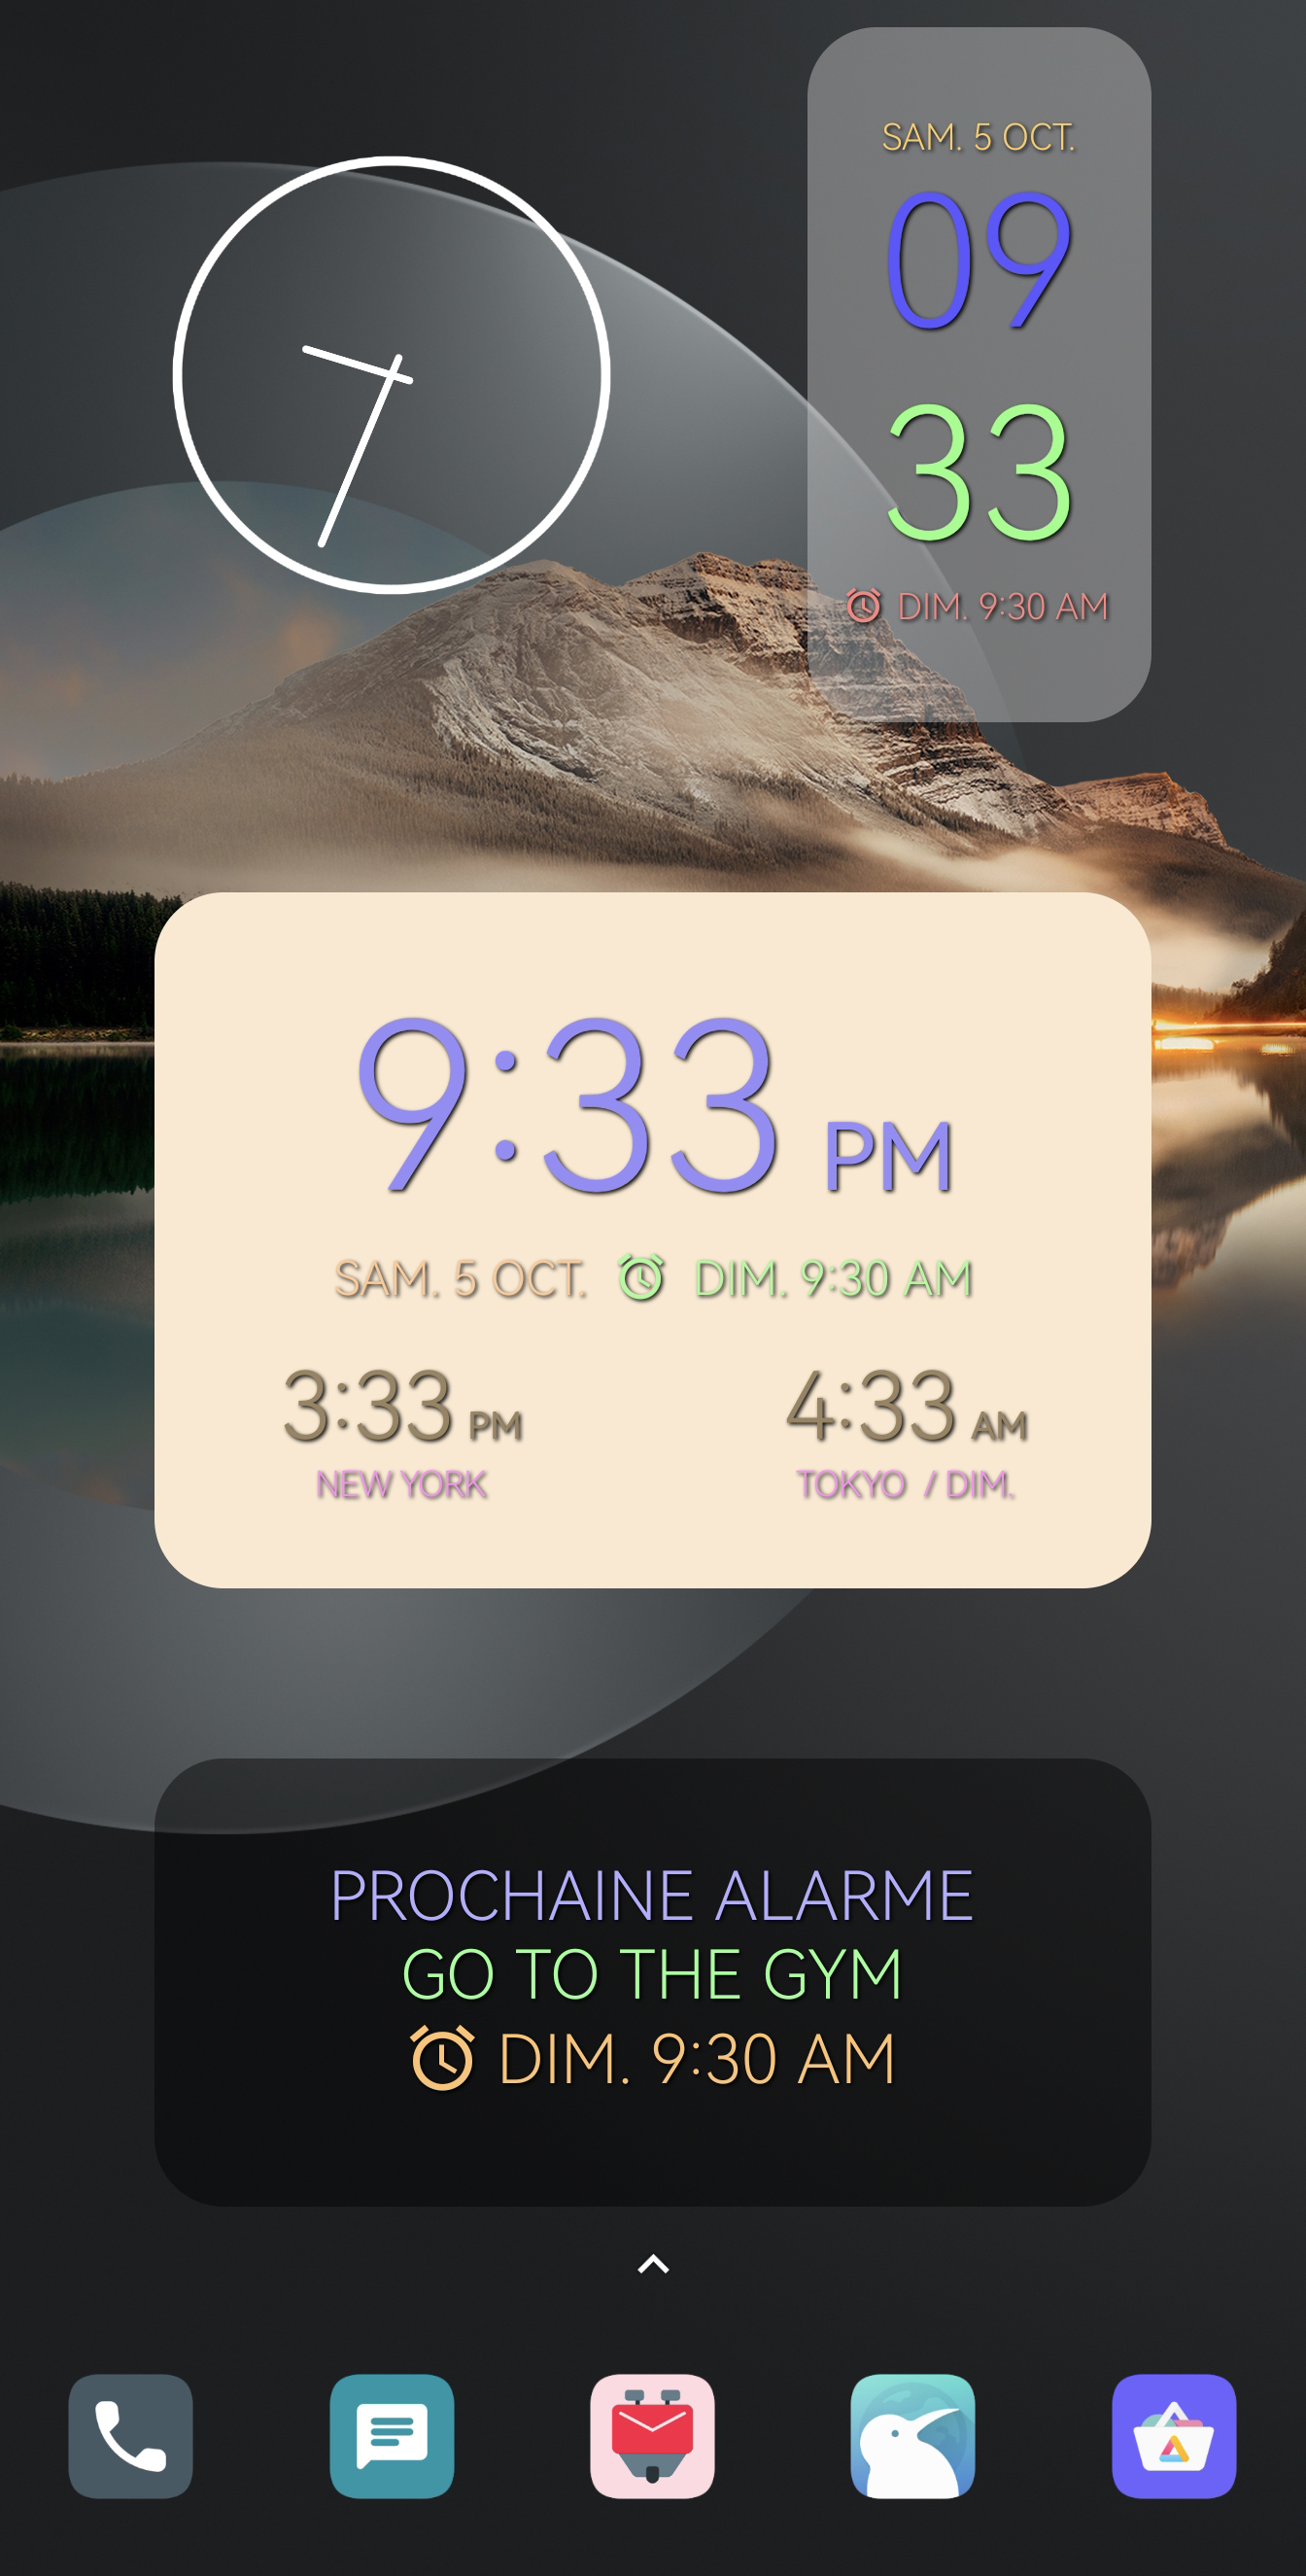 SAM. 5 OCT.
09
33
DIM. 9:30 AM
9:33 PM
SAM. 5 OCT. DIM. 9:30 AM
3:33 PM
NEW YORK
4:33 AM
TOKYO / DIM.
PROCHAINE ALARME
GO TO THE GYM
DIM. 9:30 AM